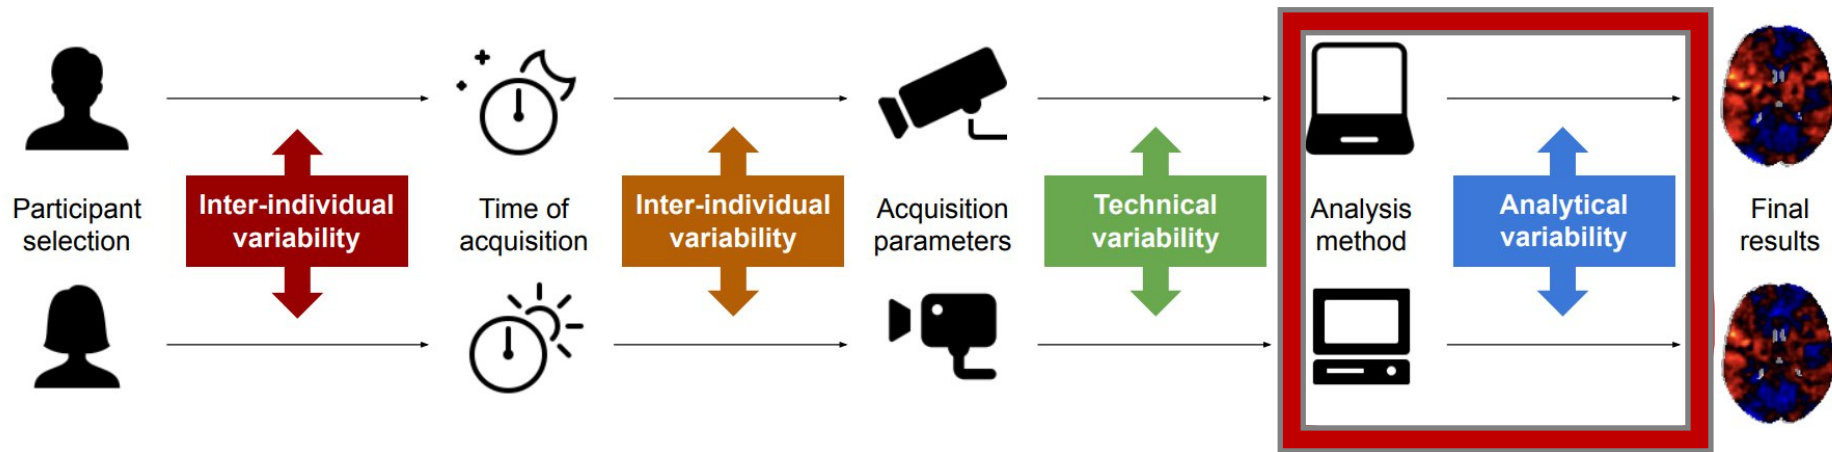 Participant
selection
Inter-individual
variability
Time of
acquisition
Inter-individual
variability
Acquisition
parameters
Technical
variability
Analysis
method
Analytical
variability
Final
results